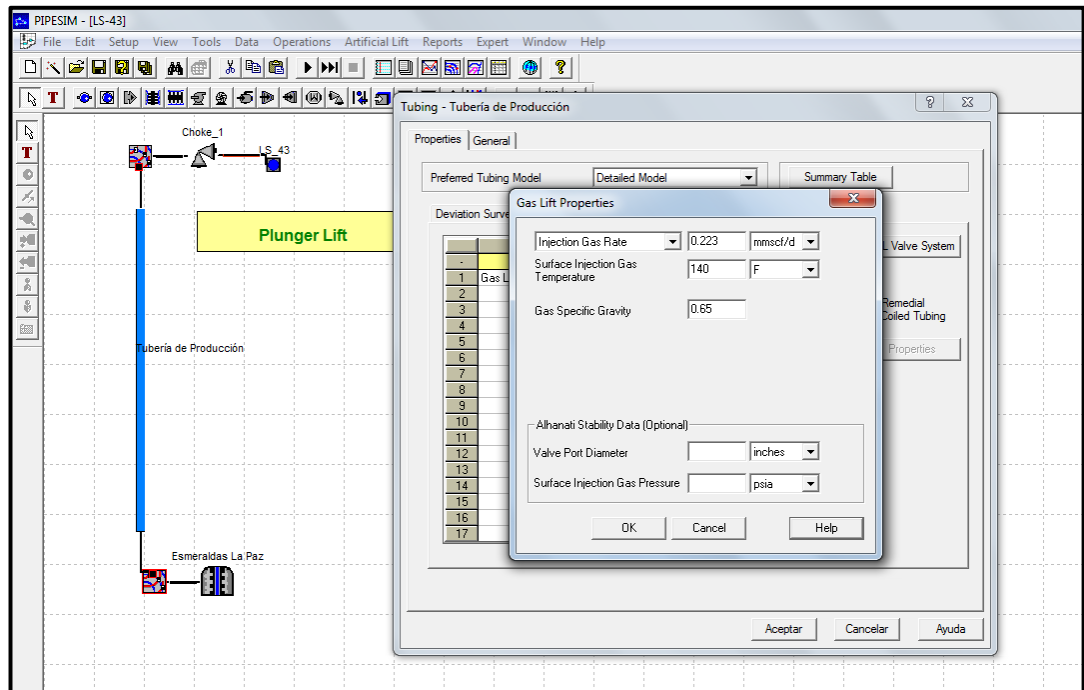 PIPESIM - [LS-43]
File Edit Setup View Tools Data Operations Artificial Lift Reports Expert Window Help
T
T
Choke_1
LS_43
Plunger Lift
Tubería de Producción
Esmeraldas La Paz
Tubing - Tubería de Producción
Properties General
Preferred Tubing Model Detailed Model Summary Table
Deviation Surve
L Valve System
-
1 Gas L
2
3
4
5
6
7
8
9
10
11
12
13
14
15
16
17
Remedial
Coiled Tubing
Properties
Gas Lift Properties
Injection Gas Rate 0.223 mmscf/d
Surface Injection Gas
Temperature 140 F
Gas Specific Gravity 0.65
Alhanati Stability Data (Optional)
Valve Port Diameter inches
Surface Injection Gas Pressure psia
OK Cancel Help
Aceptar Cancelar Ayuda